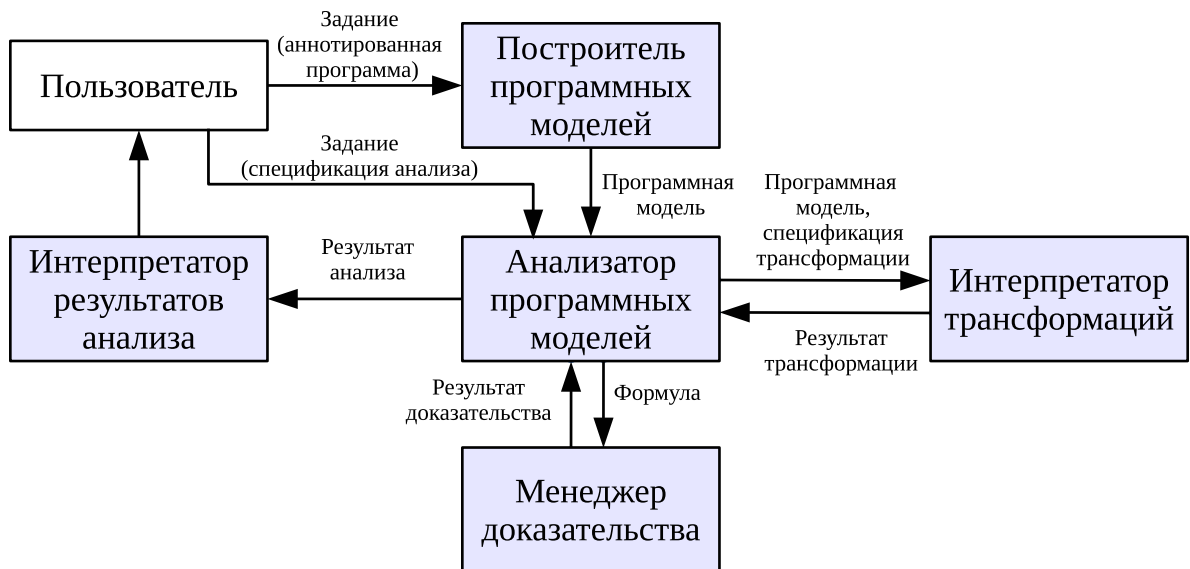 Задание
(аннотированная
программа)
Пользователь
Построитель
программных
моделей
Задание
(спецификация анализа)
Программная
модель
Программная
модель,
спецификация
трансформации
Интерпретатор
результатов
анализа
Результат
анализа
Анализатор
программных
моделей
Интерпретатор
трансформаций
Результат
трансформации
Результат
доказательства
Формула
Менеджер
доказательства